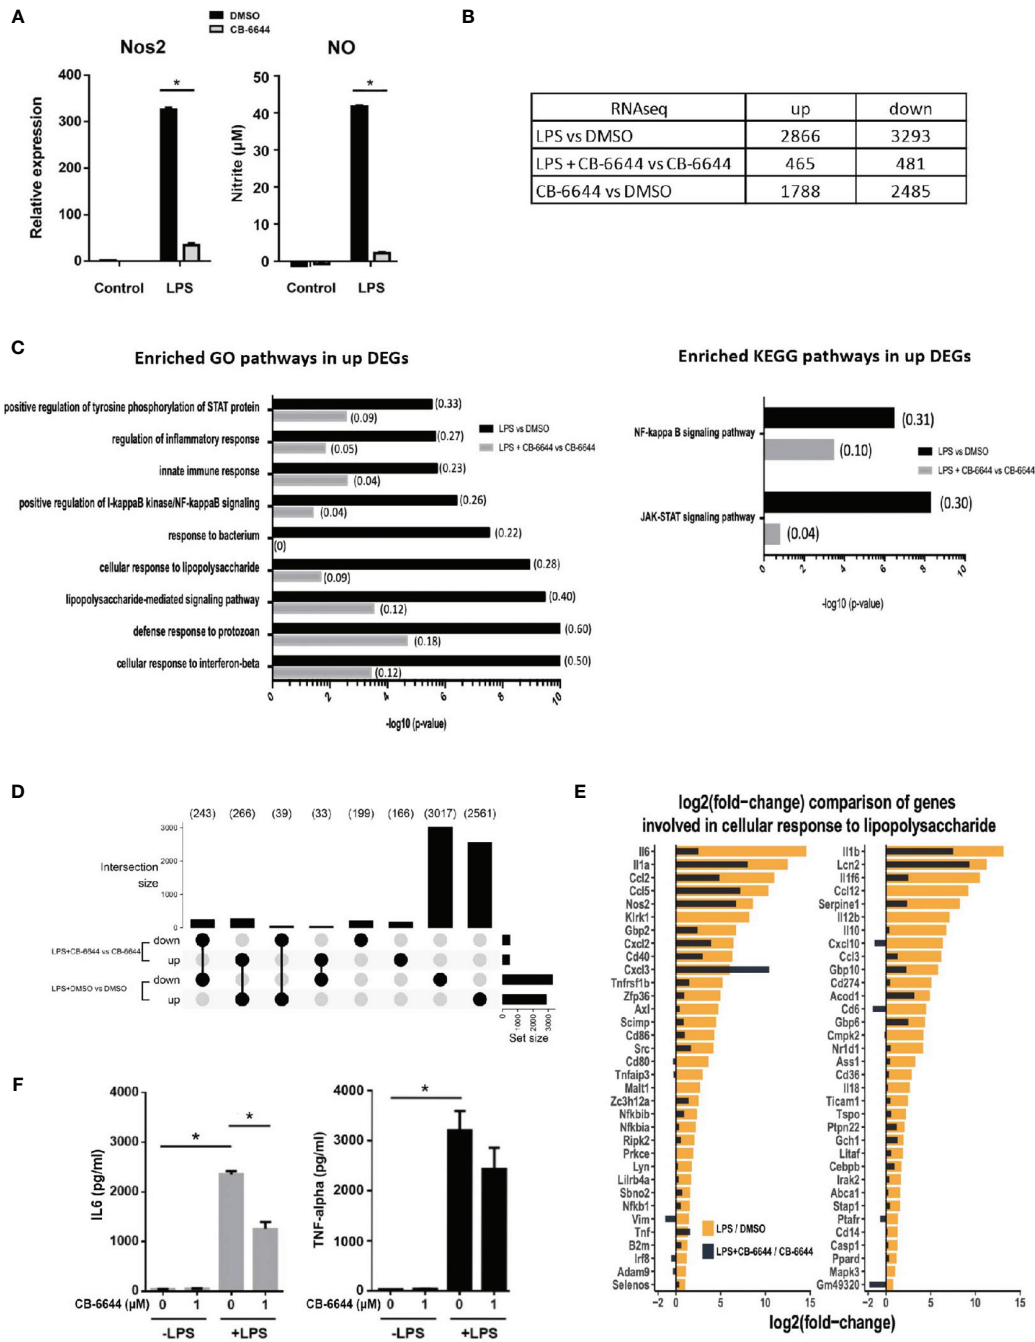 A
DMSO
CB-6644
Nos2
NO
Relative expression
400
300
200
100
0
*
Control
LPS
Nitrite (μM)
50
40
30
20
10
0
*
Control
LPS
B
RNAseq up down
LPS vs DMSO 2866 3293
LPS + CB-6644 vs CB-6644 465 481
CB-6644 vs DMSO 1788 2485
C
Enriched GO pathways in up DEGs
positive regulation of tyrosine phosphorylation of STAT protein (0.33) (0.09)
regulation of inflammatory response (0.27) (0.05)
innate immune response (0.23) (0.04)
positive regulation of I-kappaB kinase/NF-kappaB signaling (0.26) (0.04)
response to bacterium (0.22) (0)
cellular response to lipopolysaccharide (0.28) (0.09)
lipopolysaccharide-mediated signaling pathway (0.40) (0.12)
defense response to protozoan (0.60) (0.18)
cellular response to interferon-beta (0.50) (0.12)
0 2 4 6 8 10
-log10 (p-value)
LPS vs DMSO
LPS + CB-6644 vs CB-6644
Enriched KEGG pathways in up DEGs
NF-kappa B signaling pathway (0.31) (0.10)
JAK-STAT signaling pathway (0.30) (0.04)
0 2 4 6 8 10
-log10 (p-value)
LPS vs DMSO
LPS + CB-6644 vs CB-6644
D
(243) (266) (39) (33) (199) (166) (3017) (2561)
Intersection
size
3000
2000
1000
0
LPS+CB-6644 vs CB-6644
down
up
LPS+DMSO vs DMSO
down
up
0 1000 2000 3000
Set size
E
log2(fold−change) comparison of genes
involved in cellular response to lipopolysaccharide
Il6
Il1a
Ccl2
Ccl5
Nos2
Klrk1
Gbp2
Cxcl2
Cd40
Cxcl3
Tnfrsf1b
Zfp36
Axl
Scimp
Cd86
Src
Cd80
Tnfaip3
Malt1
Zc3h12a
Nfkbib
Nfkbia
Ripk2
Prkce
Lyn
Lilrb4a
Sbno2
Nfkb1
Vim
Tnf
B2m
Irf8
Adam9
Selenos
−2 0 5 10 15
Il1b
Lcn2
Il1f6
Ccl12
Serpine1
Il12b
Il10
Cxcl10
Ccl3
Gbp10
Cd274
Acod1
Cd6
Gbp6
Cmpk2
Nr1d1
Ass1
Cd36
Il18
Ticam1
Tspo
Ptpn22
Gch1
Litaf
Cebpb
Irak2
Abca1
Stap1
Ptafr
Cd14
Casp1
Ppard
Mapk3
Gm49320
−2 0 5 10 15
LPS / DMSO
LPS+CB-6644 / CB-6644
log2(fold−change)
F
IL6 (pg/ml)
4000
3000
2000
1000
0
*
*
CB-6644 (μM) 0 1 0 1
-LPS +LPS
TNF-alpha (pg/ml)
4000
3000
2000
1000
0
*
CB-6644 (μM) 0 1 0 1
-LPS +LPS